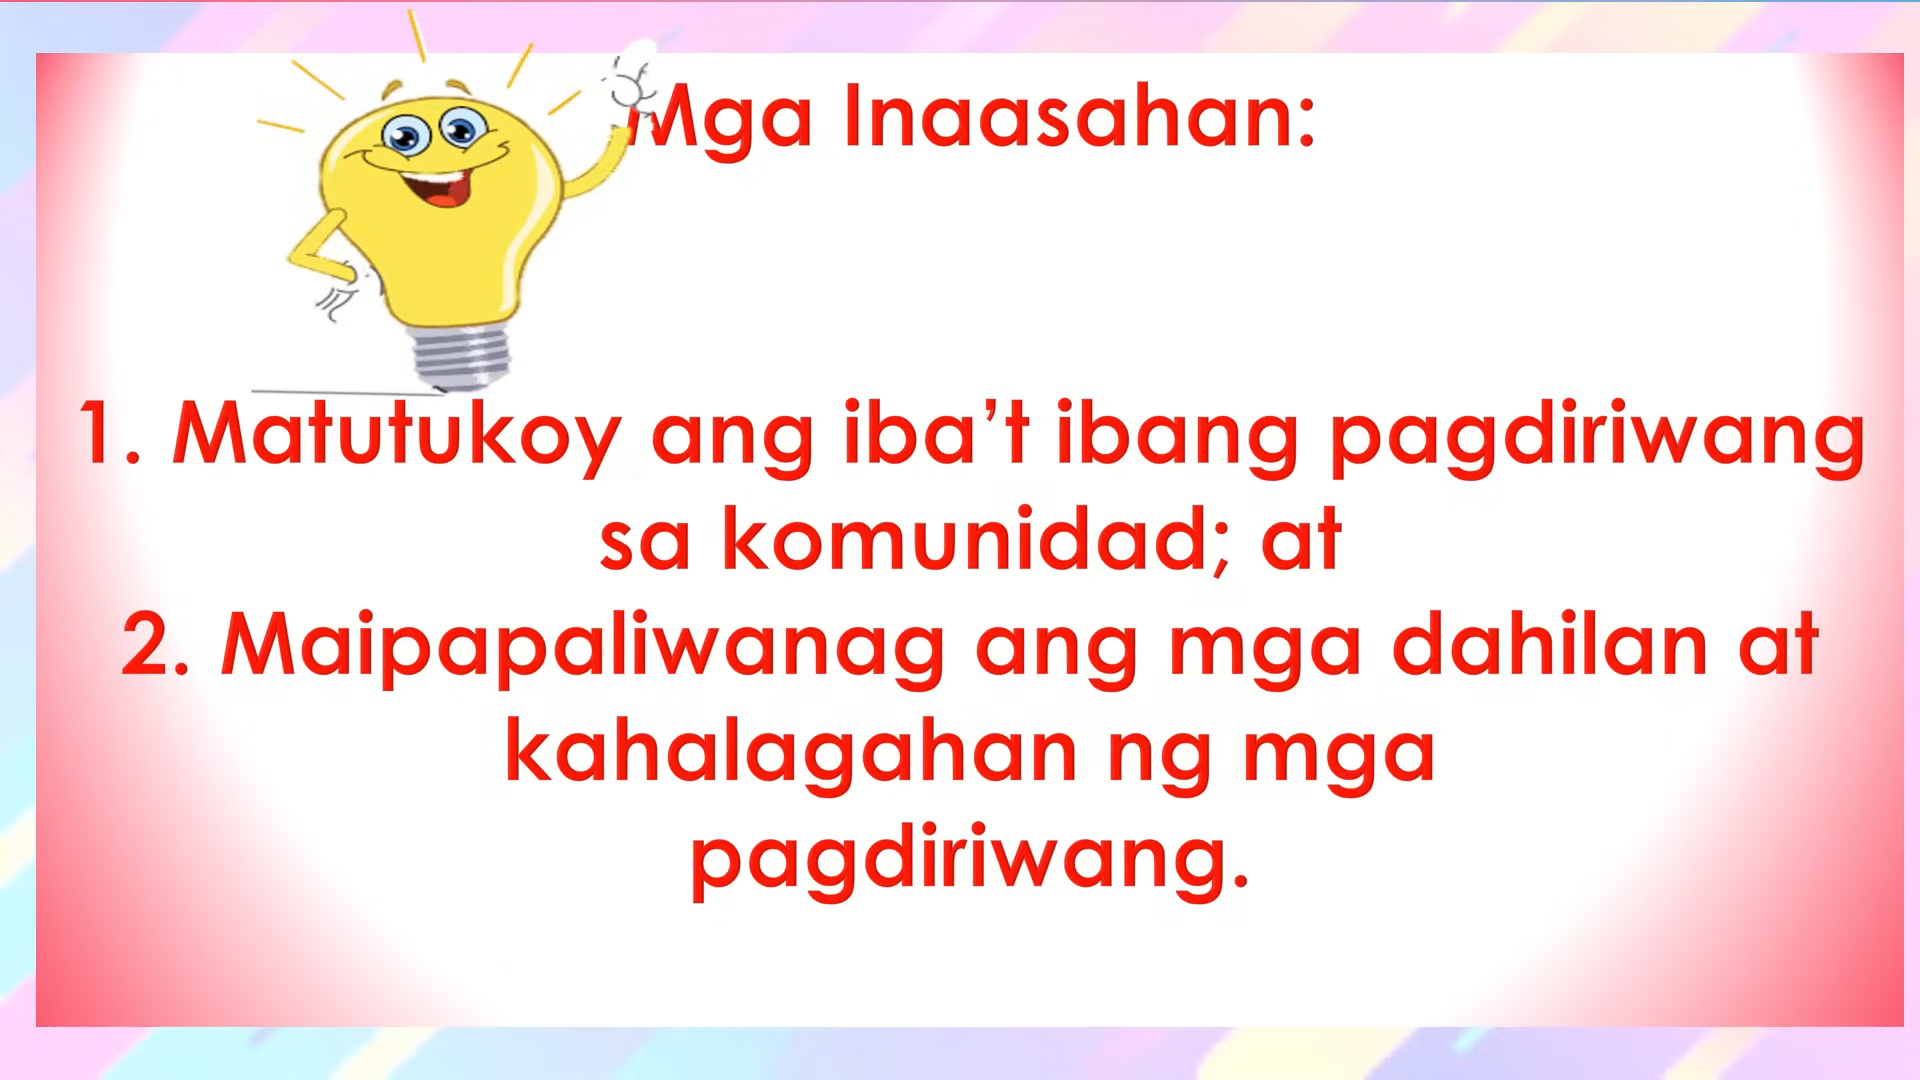 Mga Inaasahan:
1. Matutukoy ang iba’t ibang pagdiriwang
sa komunidad; at
2. Maipapaliwanag ang mga dahilan at
kahalagahan ng mga
pagdiriwang.